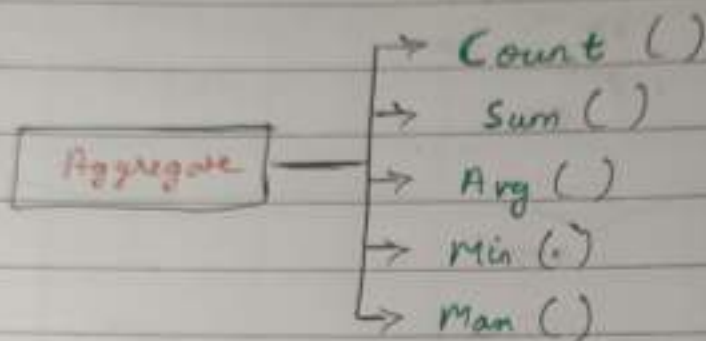 Count ()
Sum ()
Aggregate
Avg ()
Min (.)
Man ()